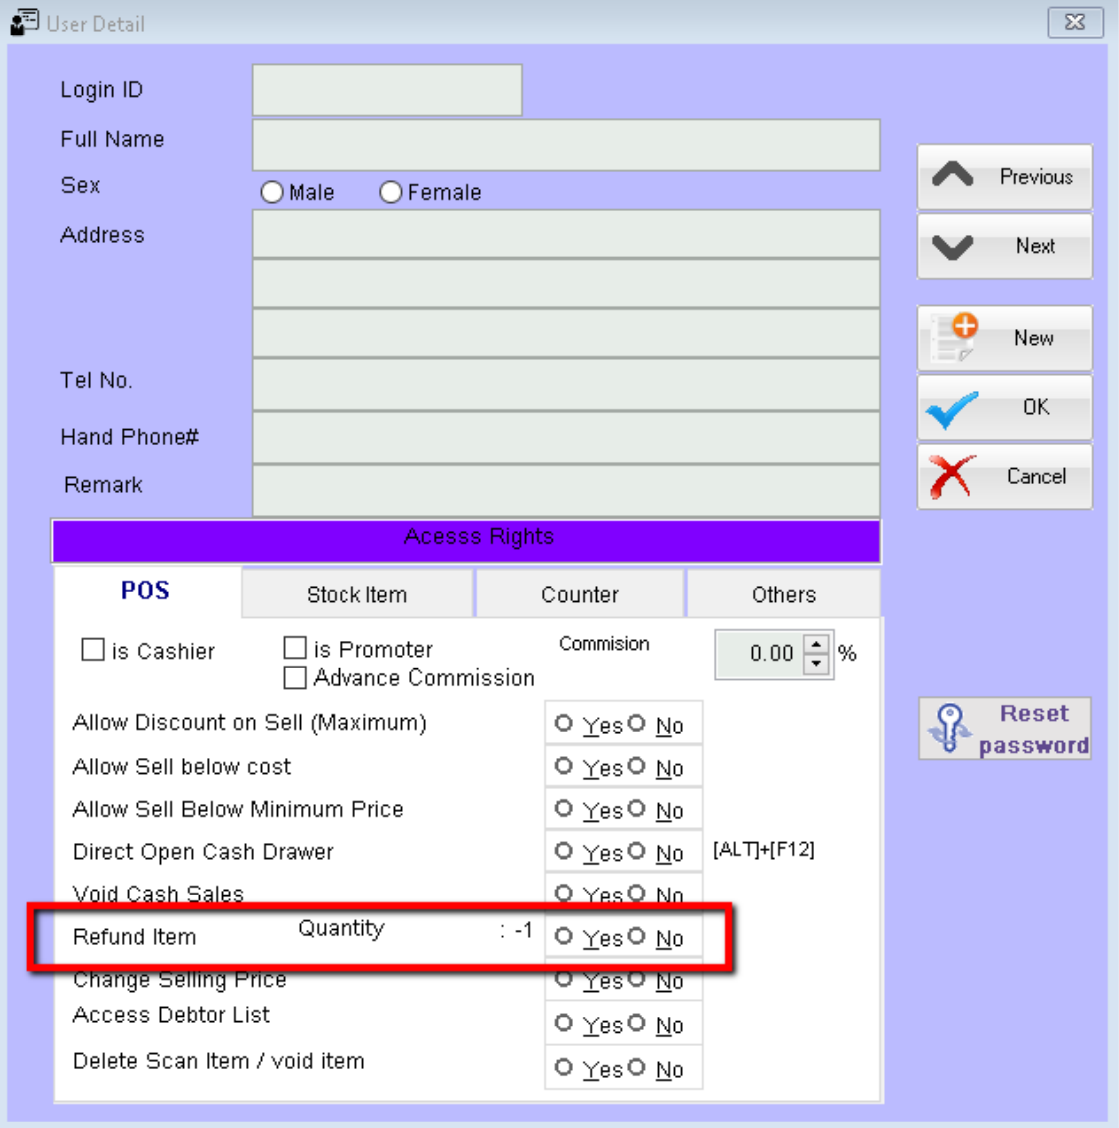 User Detail
Login ID
Full Name
Sex
Male Female
Address
Tel No.
Hand Phone#
Remark
Previous
Next
New
OK
Cancel
Acesss Rights
POS Stock Item Counter Others
is Cashier is Promoter Commision 0.00 %
Advance Commission
Allow Discount on Sell (Maximum) Yes No
Allow Sell below cost Yes No
Allow Sell Below Minimum Price Yes No
Direct Open Cash Drawer Yes No [ALT]+[F12]
Void Cash Sales Yes No
Refund Item Quantity : -1 Yes No
Change Selling Price Yes No
Access Debtor List Yes No
Delete Scan Item / void item Yes No
Reset
password